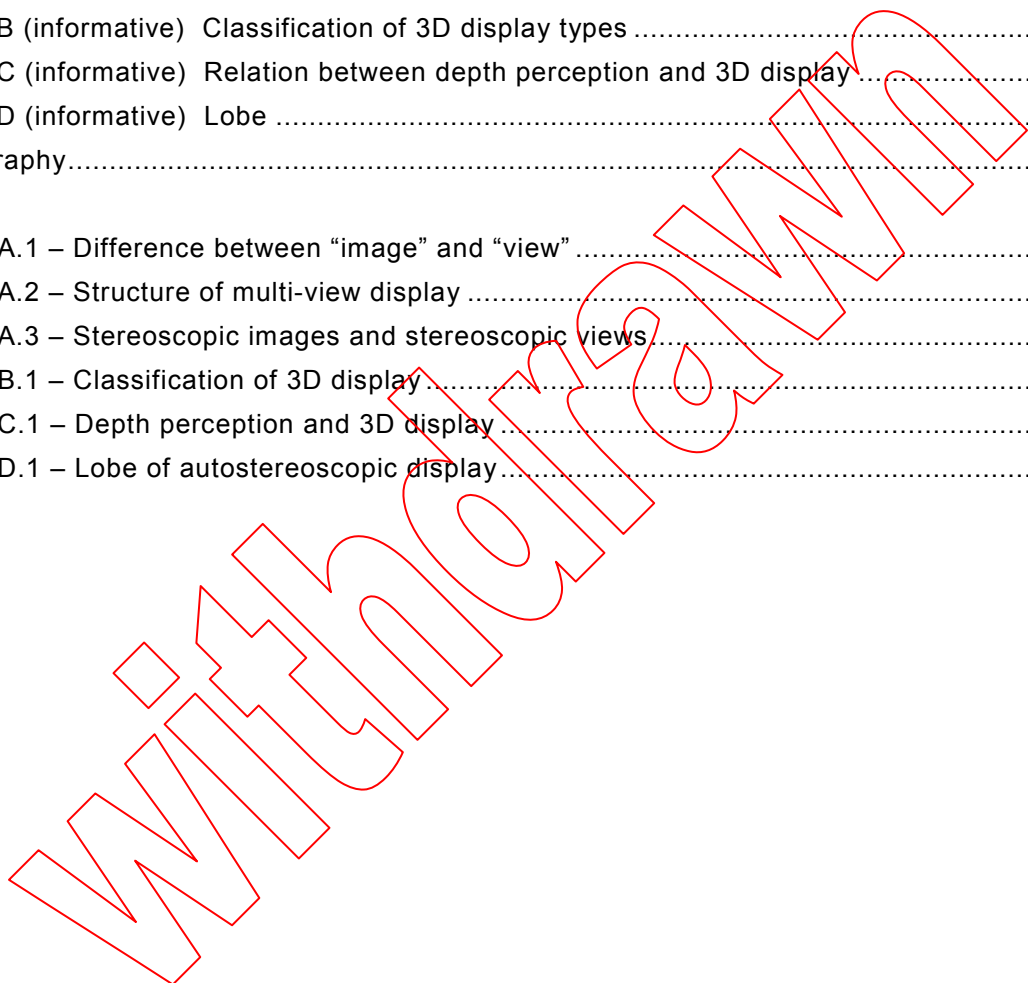 B (informative) Classification of 3D display types ................................................
C (informative) Relation between depth perception and 3D display .....................
D (informative) Lobe ............................................................................................
raphy.....................................................................................................................
A.1 – Difference between “image” and “view” .......................................................
A.2 – Structure of multi-view display ....................................................................
A.3 – Stereoscopic images and stereoscopic views..............................................
B.1 – Classification of 3D display .........................................................................
C.1 – Depth perception and 3D display ................................................................
D.1 – Lobe of autostereoscopic display ................................................................
withdrawn